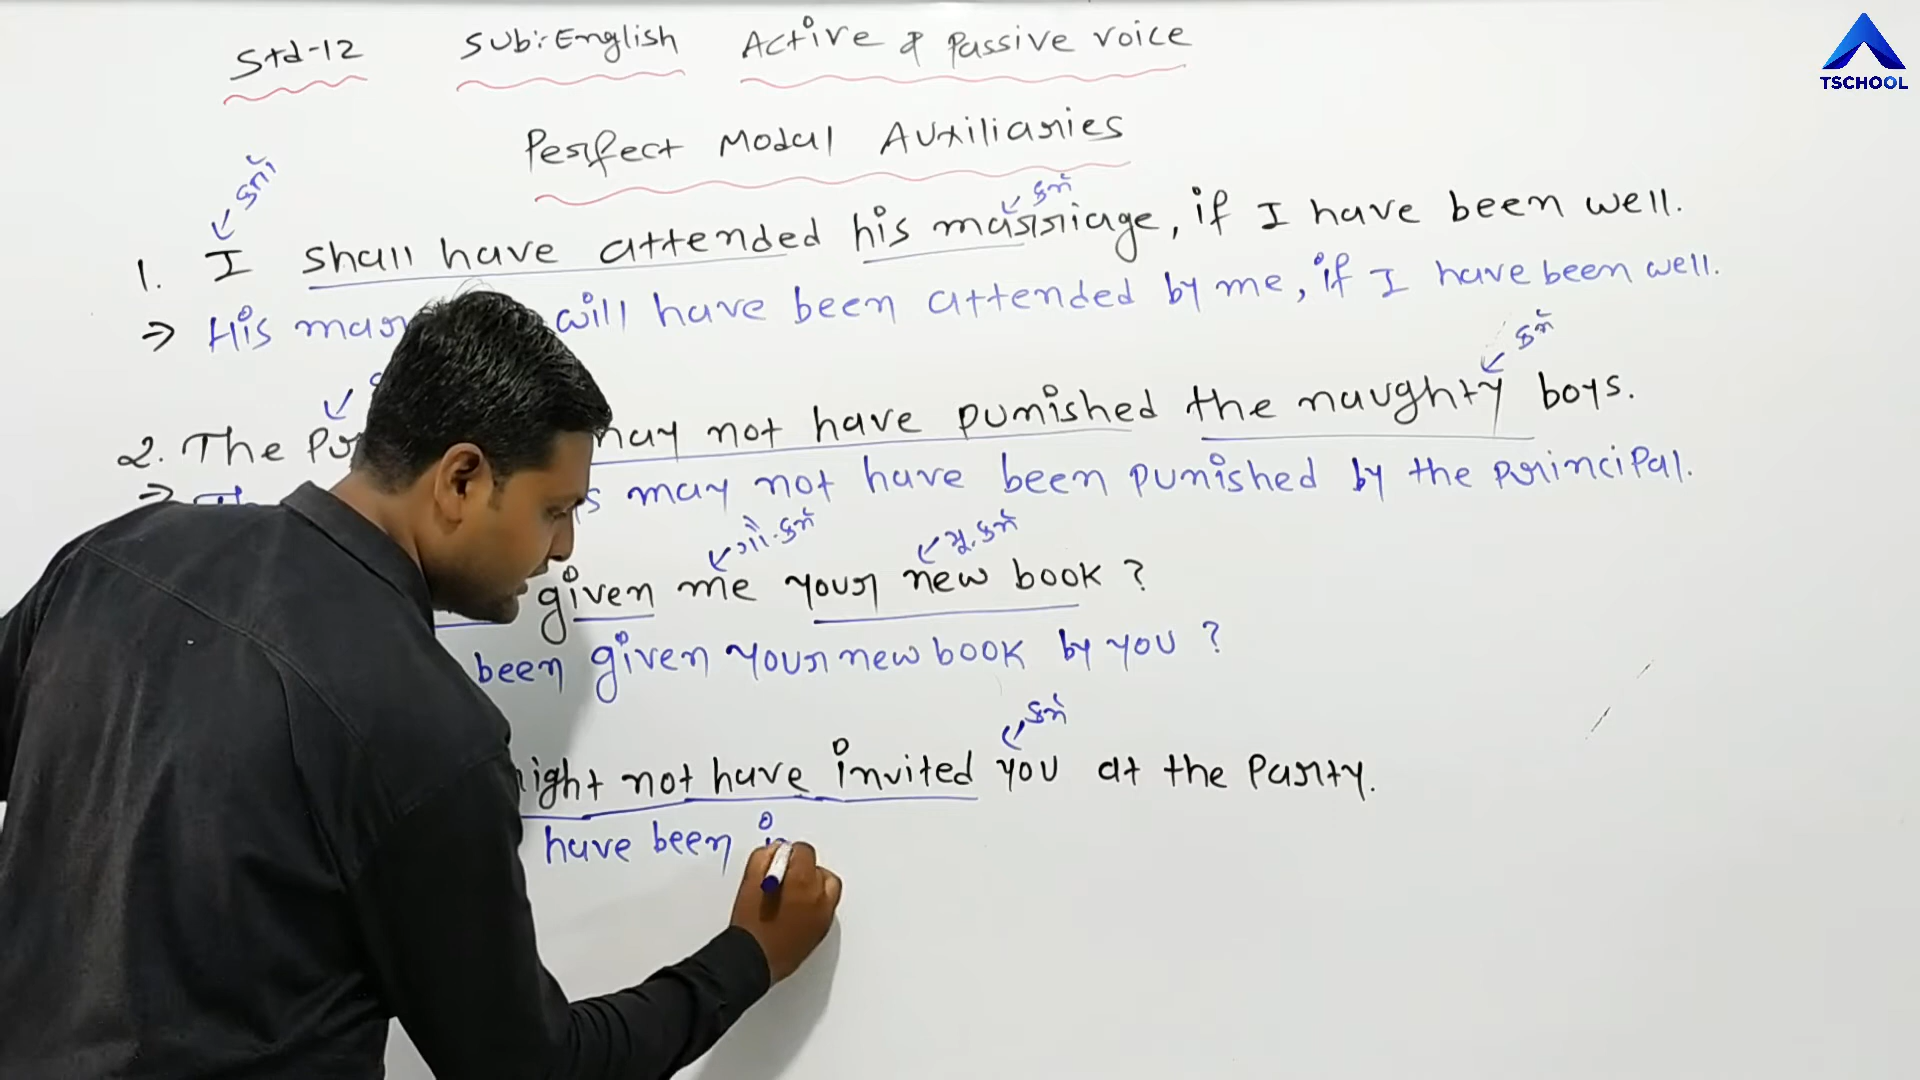 Std-12 Sub:-English Active & Passive voice
TSCHOOL
Perfect Modal Auxiliaries
કર્તા
કર્મ
1. I shall have attended his marriage, if I have been well.
⇒ His will have been attended by me, if I have been well.
કર્મ
2. The may not have punished the naughty boys.
⇒ may not have been punished by the principal.
ગૌ.કર્મ મુ.કર્મ
given me your new book ?
been given your new book by you ?
કર્મ
might not have invited you at the party.
have been